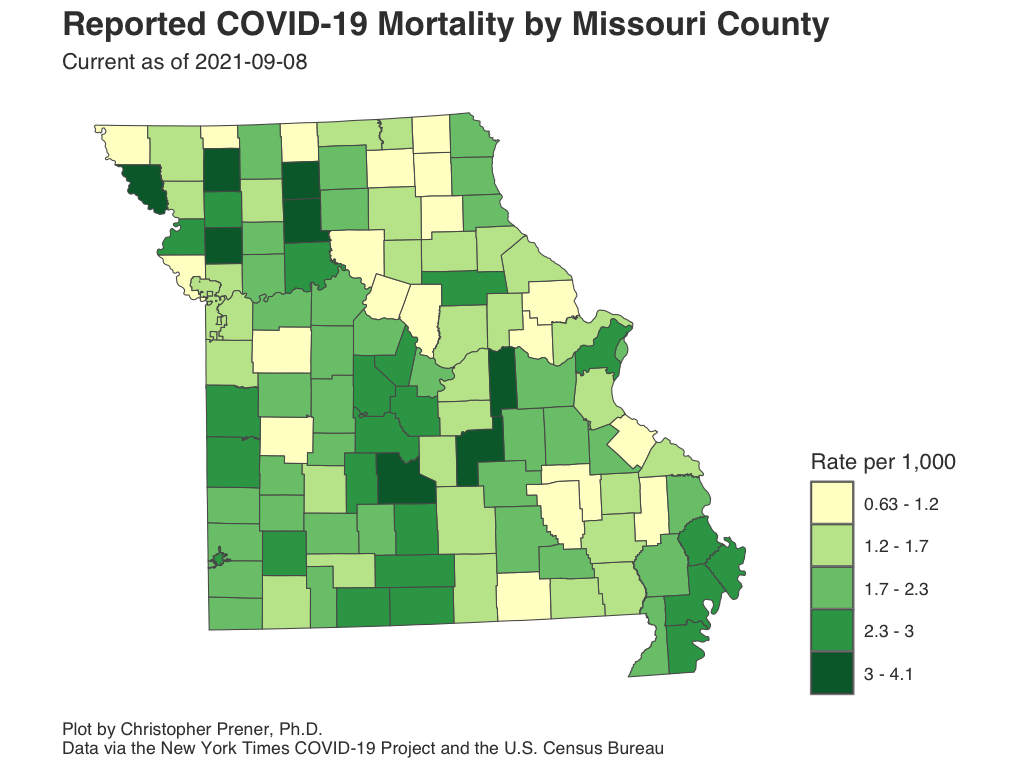 Reported COVID-19 Mortality by Missouri County
Current as of 2021-09-08
Rate per 1,000
0.63 - 1.2
1.2 - 1.7
1.7 - 2.3
2.3 - 3
3 - 4.1
Plot by Christopher Prener, Ph.D.
Data via the New York Times COVID-19 Project and the U.S. Census Bureau